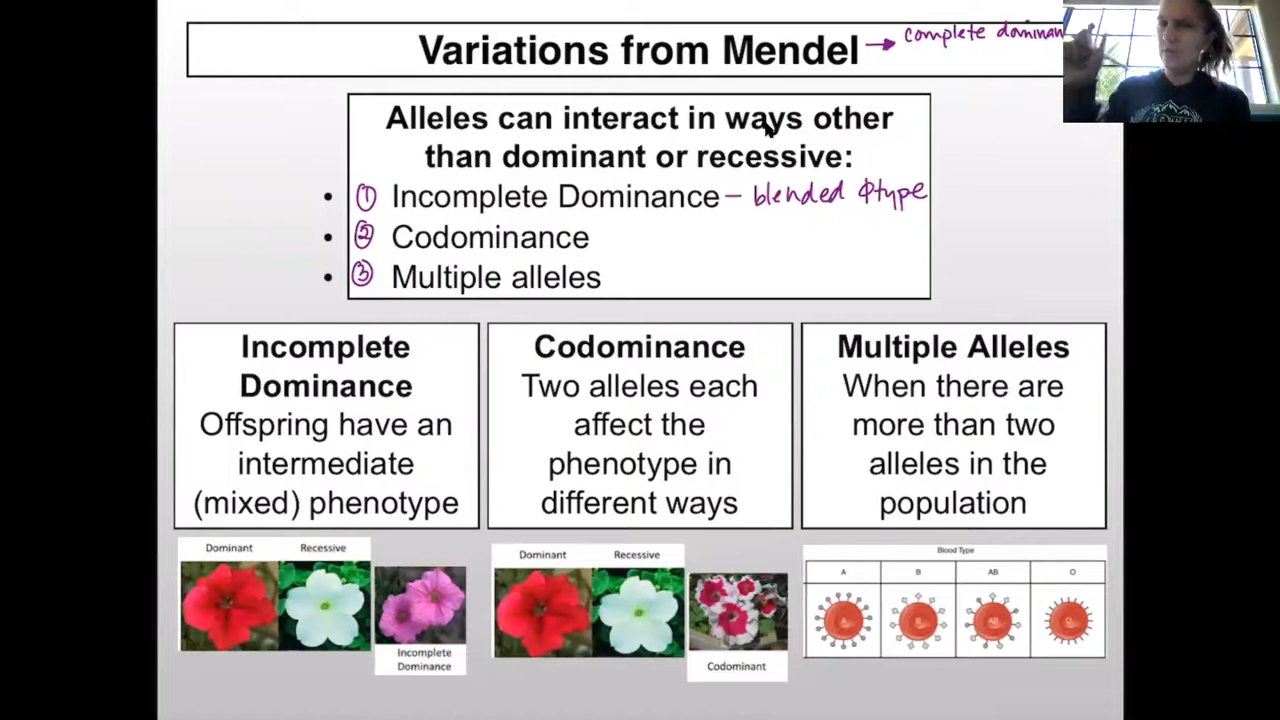 Variations from Mendel → complete
Alleles can interact in ways other
than dominant or recessive:
• ① Incomplete Dominance – blended Φtype
• ② Codominance
• ③ Multiple alleles
Incomplete
Dominance
Offspring have an
intermediate
(mixed) phenotype
Codominance
Two alleles each
affect the
phenotype in
different ways
Multiple Alleles
When there are
more than two
alleles in the
population
Dominant Recessive
Incomplete
Dominance
Dominant Recessive
Codominant
Blood Type
A B AB O
A B AB O